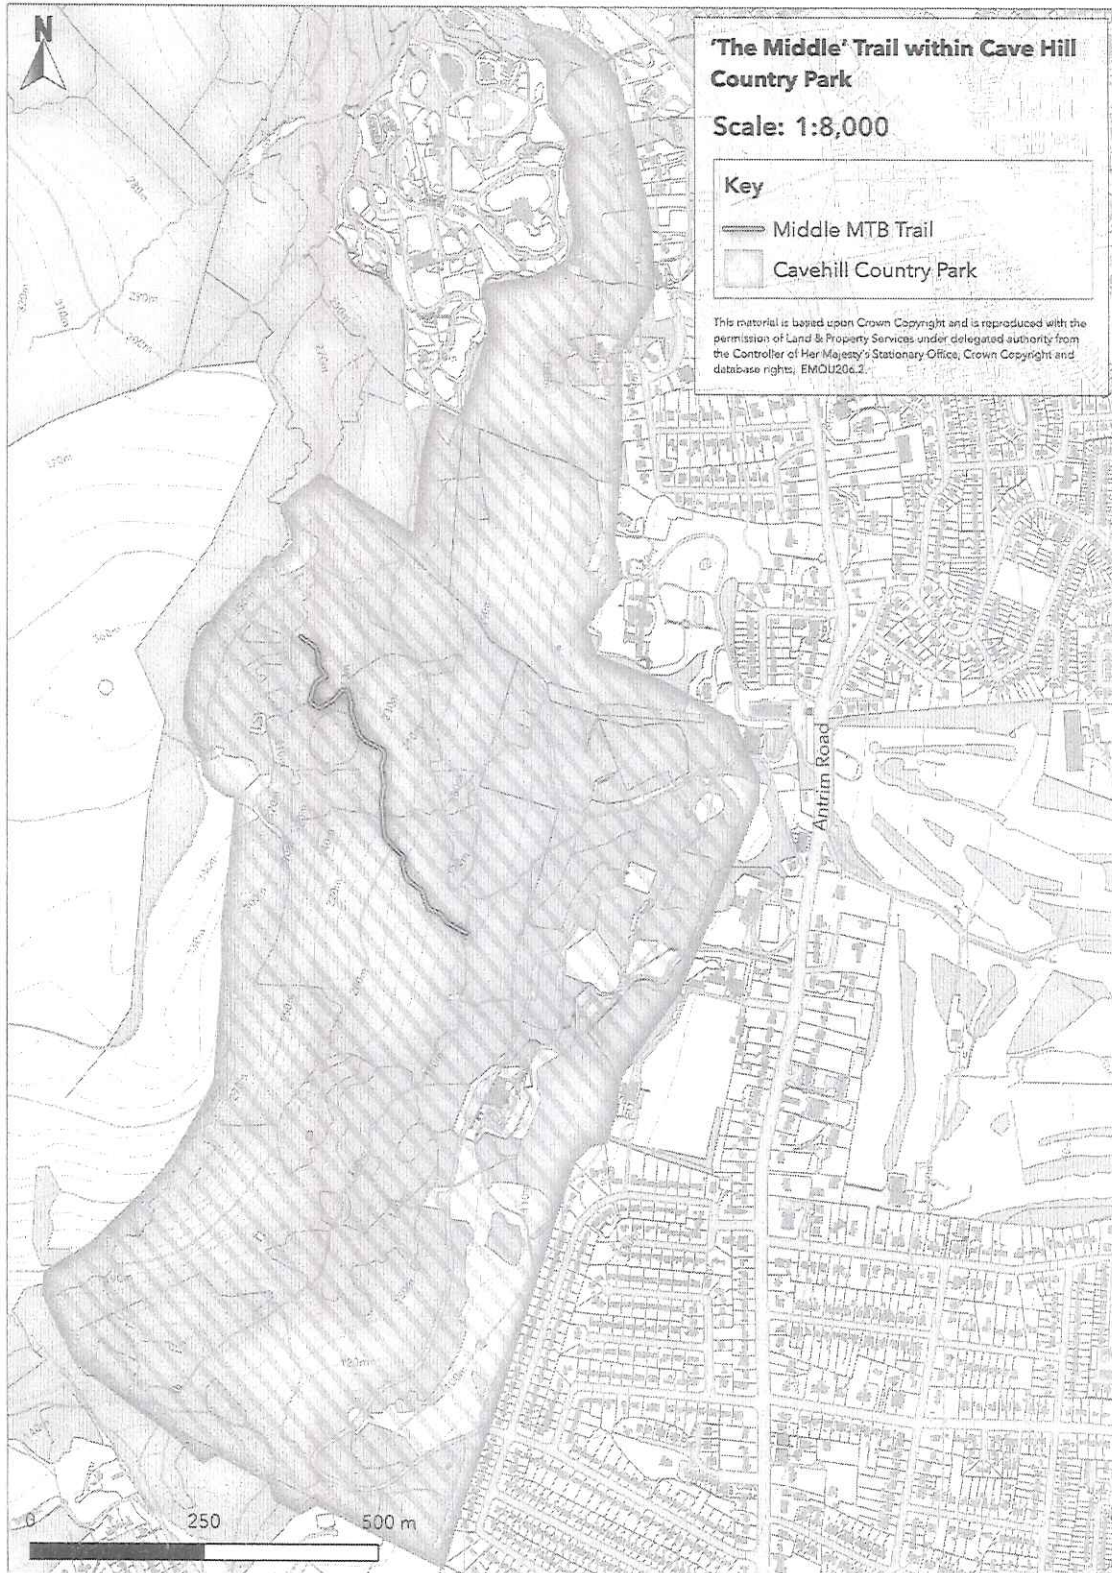 N
'The Middle' Trail within Cave Hill
Country Park
Scale: 1:8,000
Key
Middle MTB Trail
Cavehill Country Park
This material is based upon Crown Copyright and is reproduced with the
permission of Land & Property Services under delegated authority from
the Controller of Her Majesty's Stationary Office, Crown Copyright and
database rights, EMOU206.2.
Antrim Road
0 250 500 m